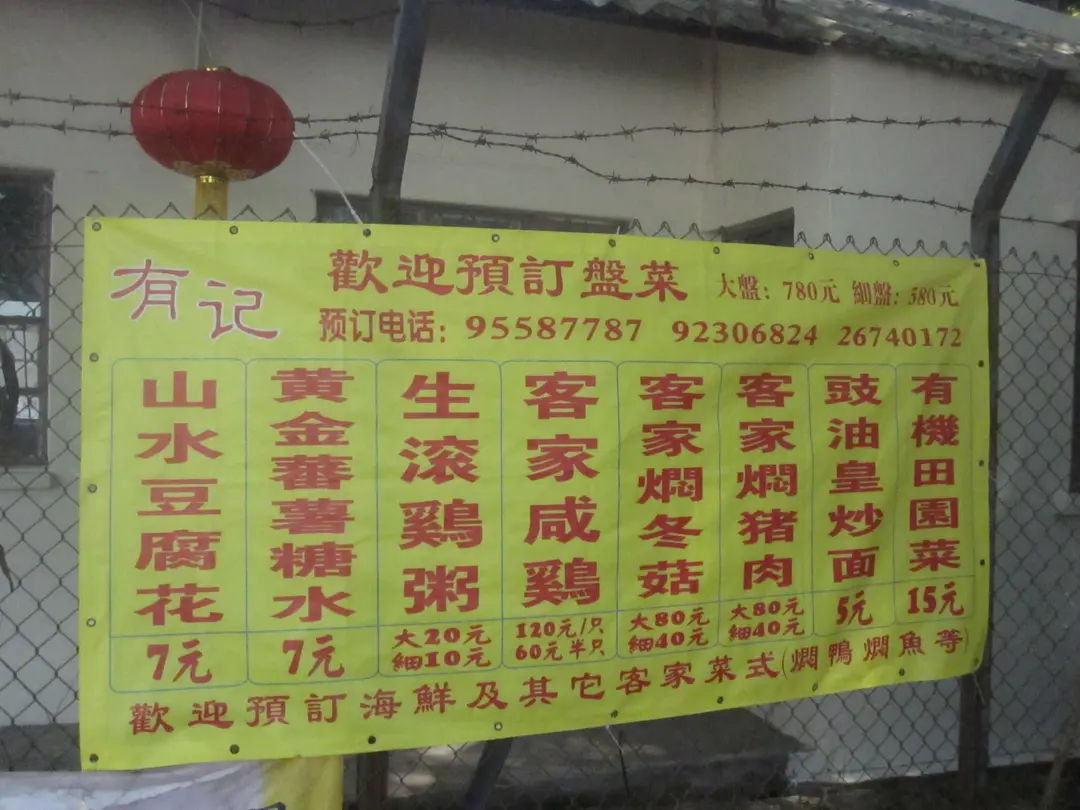 有记
歡迎預訂盤菜 大盤：780元 細盤：580元
预订电话：95587787 92306824 26740172
山水豆腐花
7元
黄金蕃薯糖水
7元
生滚鷄粥
大20元
細10元
客家咸鷄
120元/只
60元半只
客家燜冬菇
大80元
細40元
客家燜猪肉
大80元
細40元
豉油皇炒面
5元
有機田園菜
15元
歡迎預訂海鮮及其它客家菜式(燜鴨燜魚等)